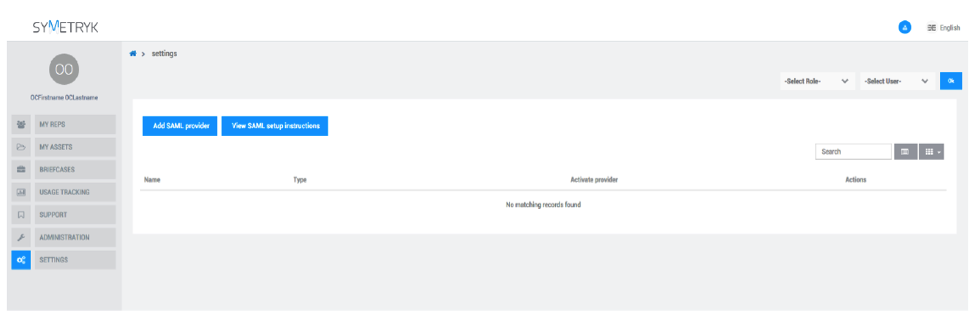 SYMETRYK
English
OO
OCFirstname OCLastname
> settings
-Select Role-
-Select User-
Ok
MY REPS
MY ASSETS
BRIEFCASES
USAGE TRACKING
SUPPORT
ADMINISTRATION
SETTINGS
Add SAML provider
View SAML setup instructions
Search
Name Type Activate provider Actions
No matching records found